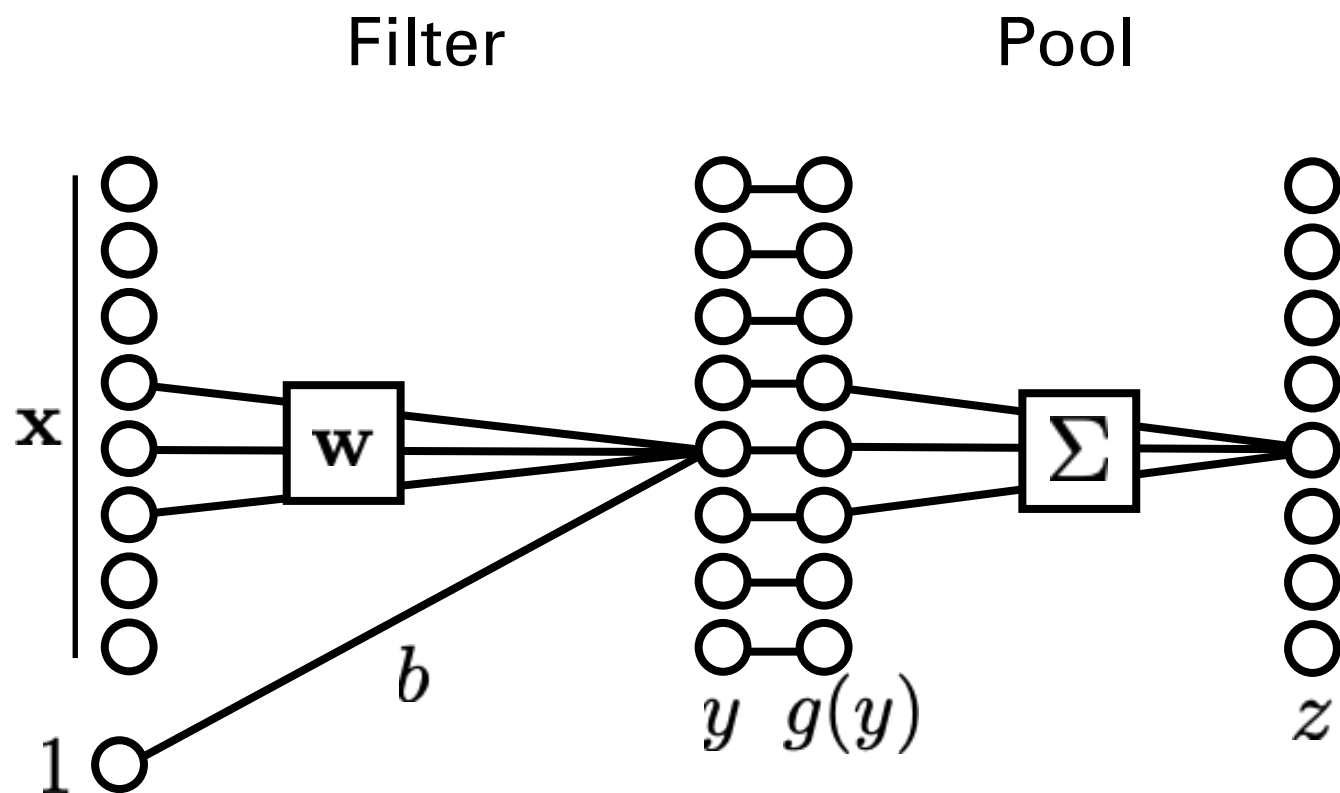 Filter Pool
x w Σ
b
y g(y) z
1